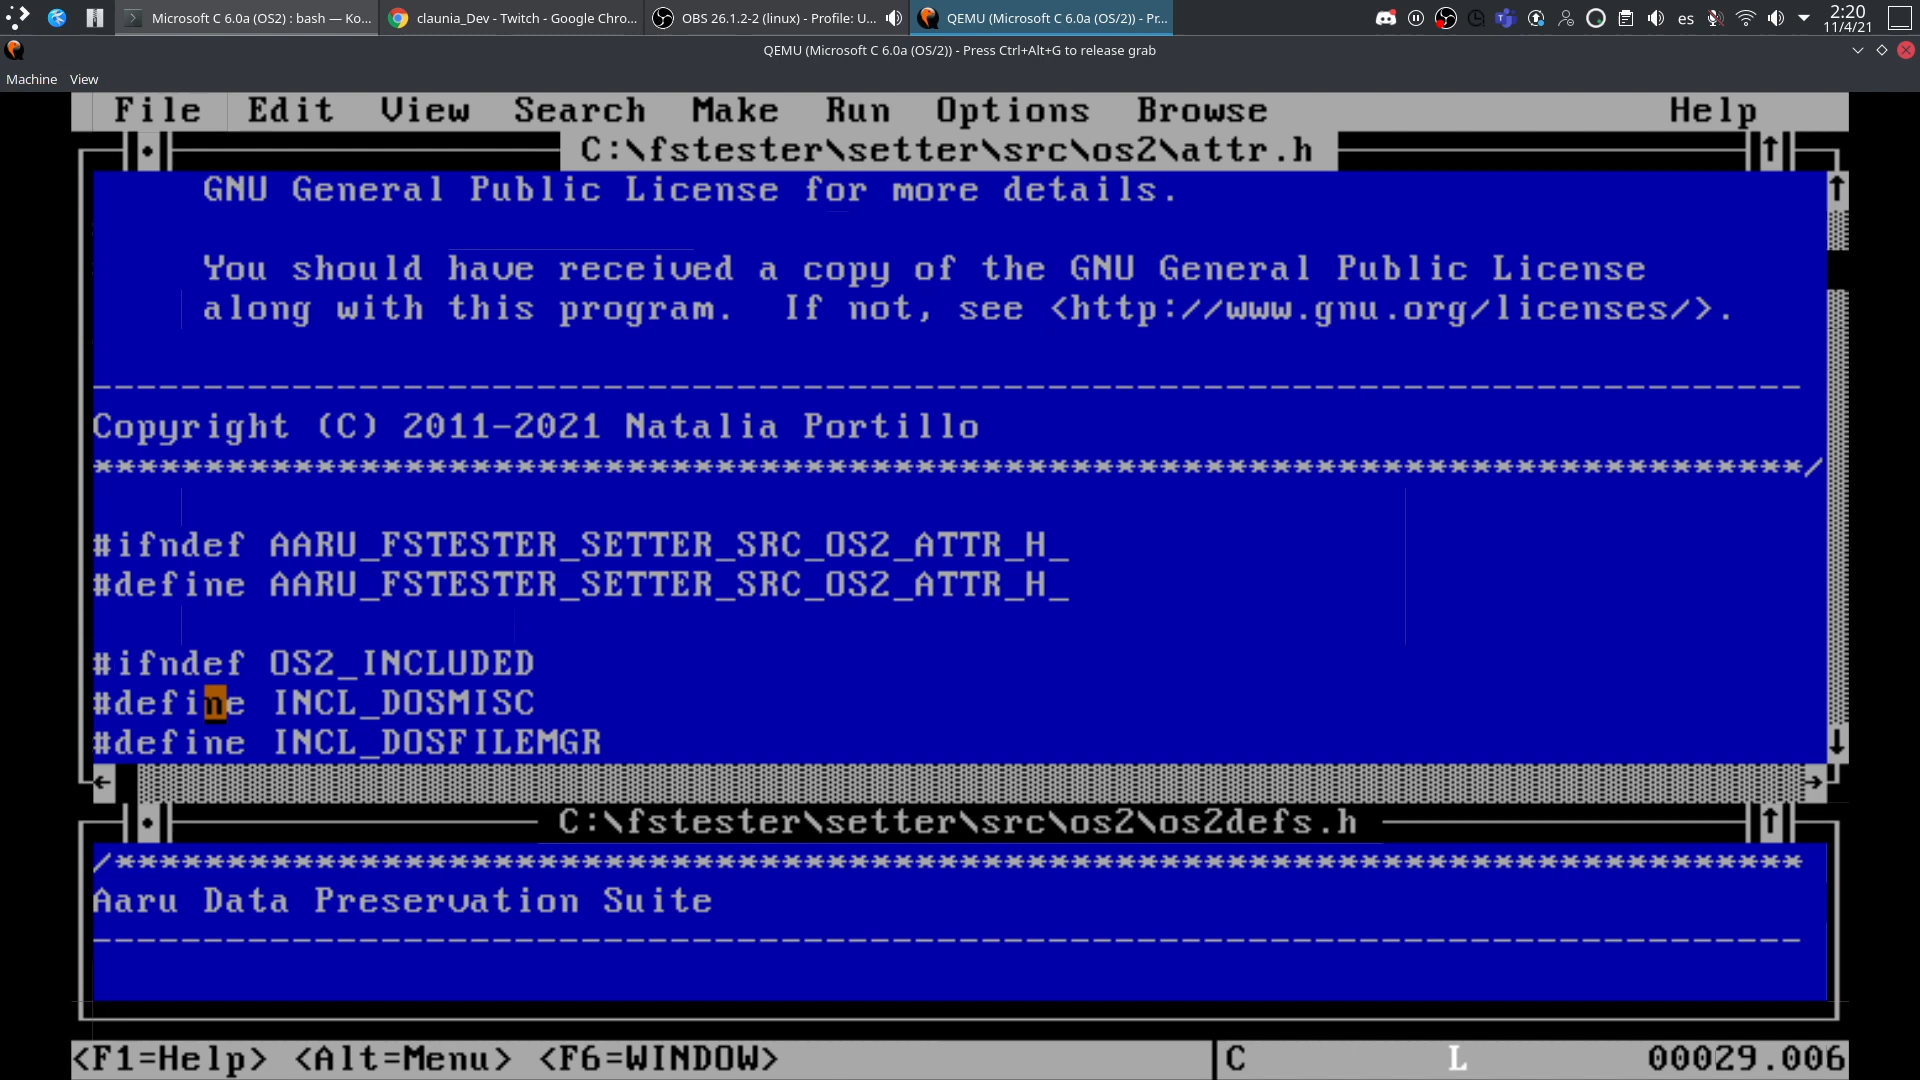 Microsoft C 6.0a (OS2) : bash — Ko...
claunia_Dev - Twitch - Google Chro...
OBS 26.1.2-2 (linux) - Profile: U...
QEMU (Microsoft C 6.0a (OS/2)) - Pr...
es
2:20
11/4/21
QEMU (Microsoft C 6.0a (OS/2)) - Press Ctrl+Alt+G to release grab
Machine View
File Edit View Search Make Run Options Browse Help
C:\fstester\setter\src\os2\attr.h
GNU General Public License for more details.
You should have received a copy of the GNU General Public License
along with this program.  If not, see <http://www.gnu.org/licenses/>.
-----------------------------------------------------------------------------
Copyright (C) 2011-2021 Natalia Portillo
*****************************************************************************/
#ifndef AARU_FSTESTER_SETTER_SRC_OS2_ATTR_H_
#define AARU_FSTESTER_SETTER_SRC_OS2_ATTR_H_
#ifndef OS2_INCLUDED
#define INCL_DOSMISC
#define INCL_DOSFILEMGR
C:\fstester\setter\src\os2\os2defs.h
/****************************************************************************
Aaru Data Preservation Suite
-----------------------------------------------------------------------------
<F1=Help> <Alt=Menu> <F6=WINDOW> C L 00029.006